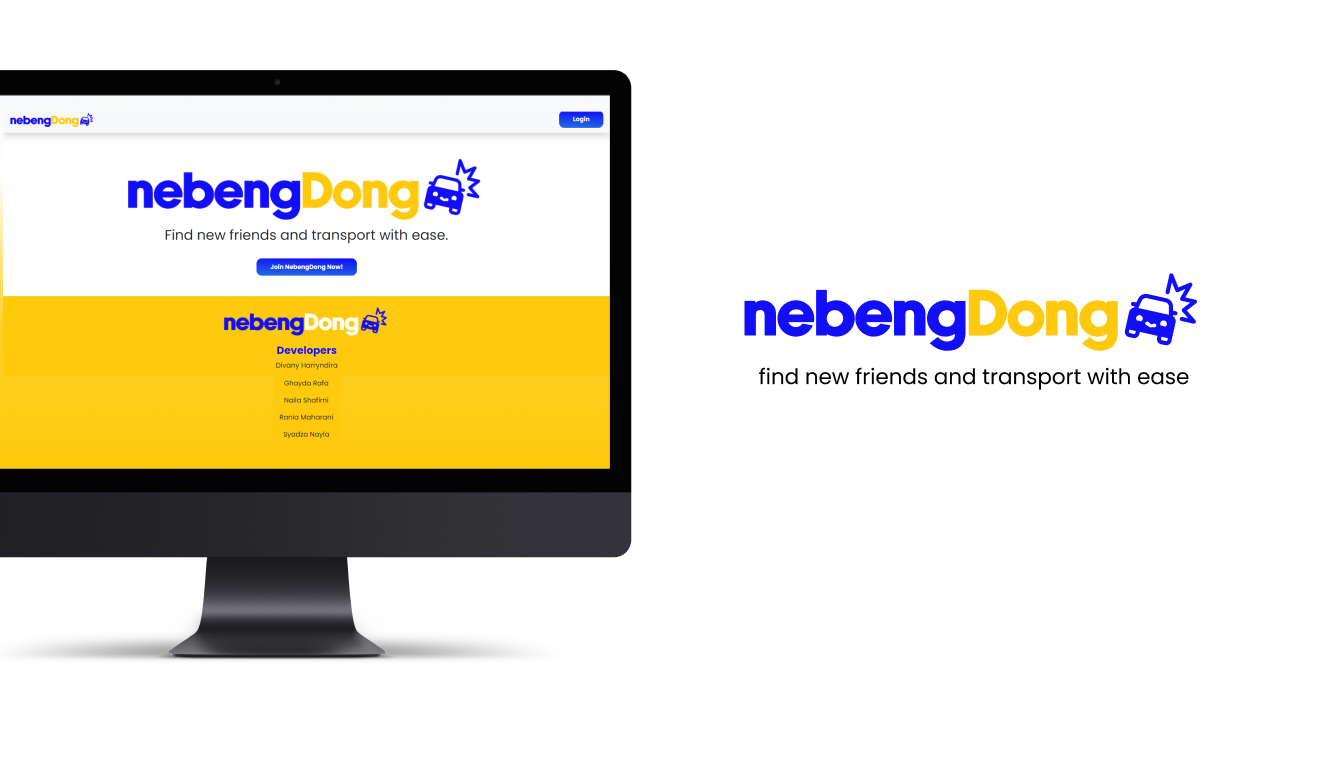 nebengDong
Login
nebengDong
Find new friends and transport with ease.
Join NebengDong Now!
nebengDong
Developers
Divany Harryndira
Ghayda Rafa
Naila Shafirni
Rania Maharani
Syadza Nayla
nebengDong
find new friends and transport with ease